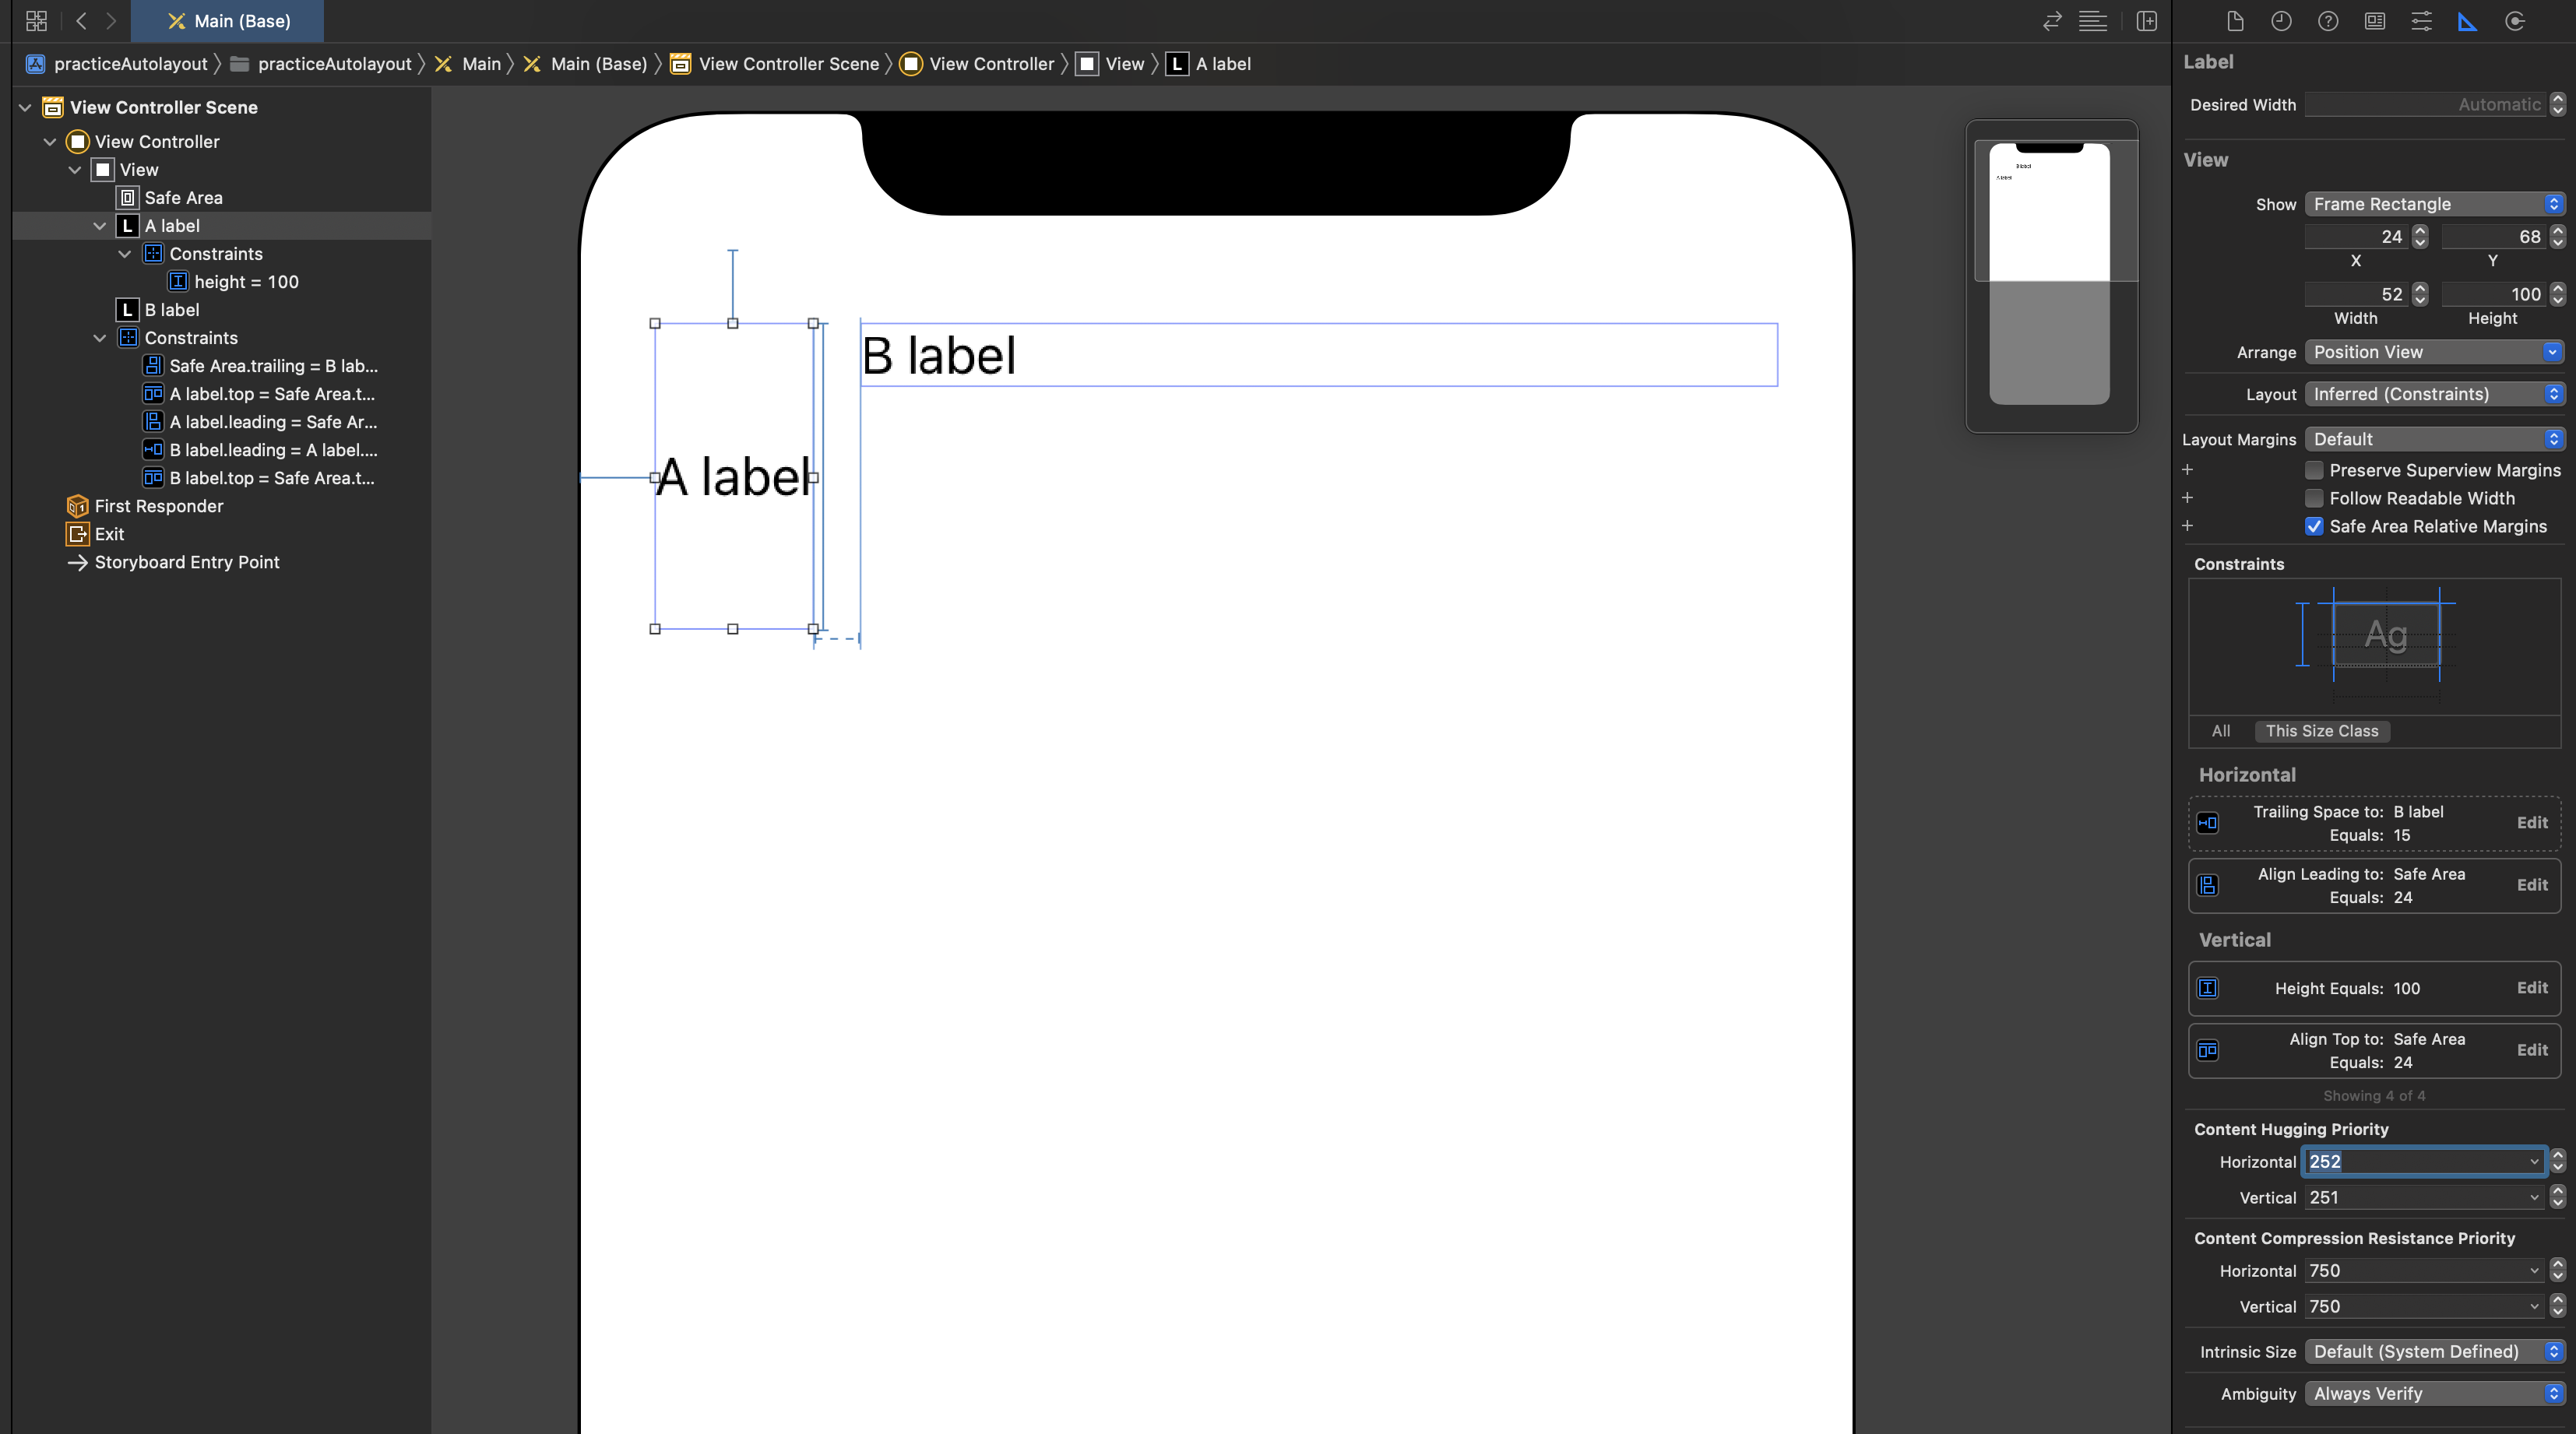 Main (Base)
practiceAutolayout practiceAutolayout Main Main (Base) View Controller Scene View Controller View L A label
View Controller Scene
View Controller
View
Safe Area
L A label
Constraints
height = 100
L B label
Constraints
Safe Area.trailing = B lab...
A label.top = Safe Area.t...
A label.leading = Safe Ar...
B label.leading = A label....
B label.top = Safe Area.t...
First Responder
Exit
Storyboard Entry Point
B label
A label
B label
A label
Label
Desired Width Automatic
View
Show Frame Rectangle
24 68
X Y
52 100
Width Height
Arrange Position View
Layout Inferred (Constraints)
Layout Margins Default
Preserve Superview Margins
Follow Readable Width
Safe Area Relative Margins
Constraints
Ag
All This Size Class
Horizontal
Trailing Space to: B label
Equals: 15
Edit
Align Leading to: Safe Area
Equals: 24
Edit
Vertical
Height Equals: 100 Edit
Align Top to: Safe Area
Equals: 24
Edit
Showing 4 of 4
Content Hugging Priority
Horizontal 252
Vertical 251
Content Compression Resistance Priority
Horizontal 750
Vertical 750
Intrinsic Size Default (System Defined)
Ambiguity Always Verify